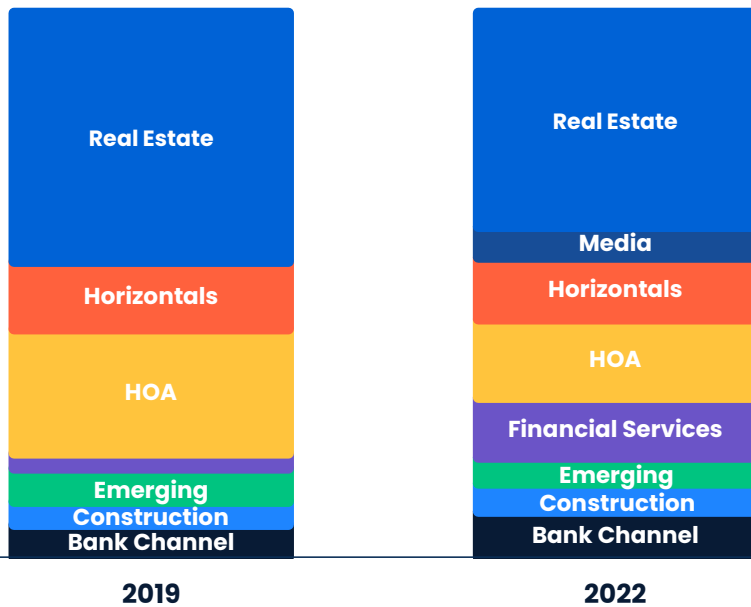 Real Estate
Horizontals
HOA
Emerging
Construction
Bank Channel
2019
Real Estate
Media
Horizontals
HOA
Financial Services
Emerging
Construction
Bank Channel
2022